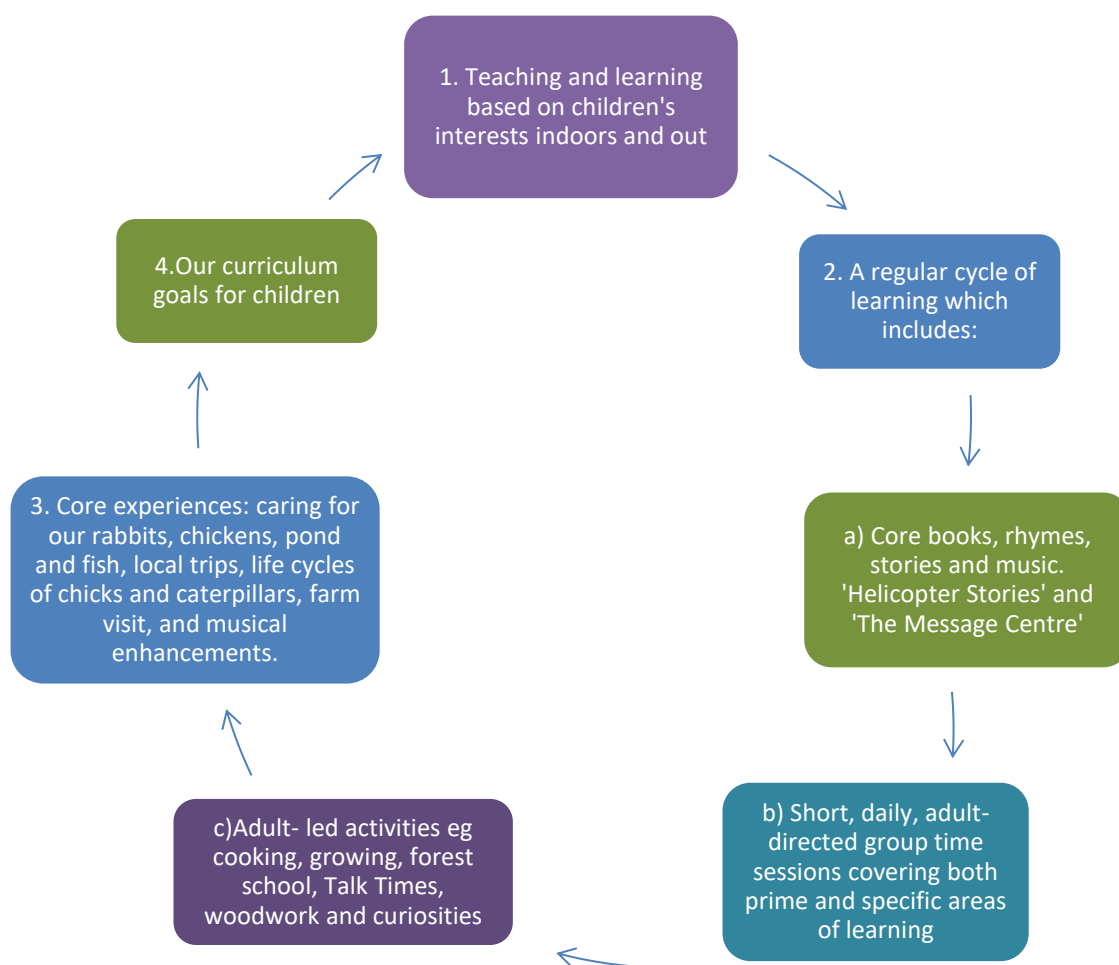 1. Teaching and learning
based on children's
interests indoors and out
2. A regular cycle of
learning which
includes:
a) Core books, rhymes,
stories and music.
'Helicopter Stories' and
'The Message Centre'
b) Short, daily, adult-
directed group time
sessions covering both
prime and specific areas
of learning
c)Adult- led activities eg
cooking, growing, forest
school, Talk Times,
woodwork and curiosities
3. Core experiences: caring for
our rabbits, chickens, pond
and fish, local trips, life cycles
of chicks and caterpillars, farm
visit, and musical
enhancements.
4.Our curriculum
goals for children